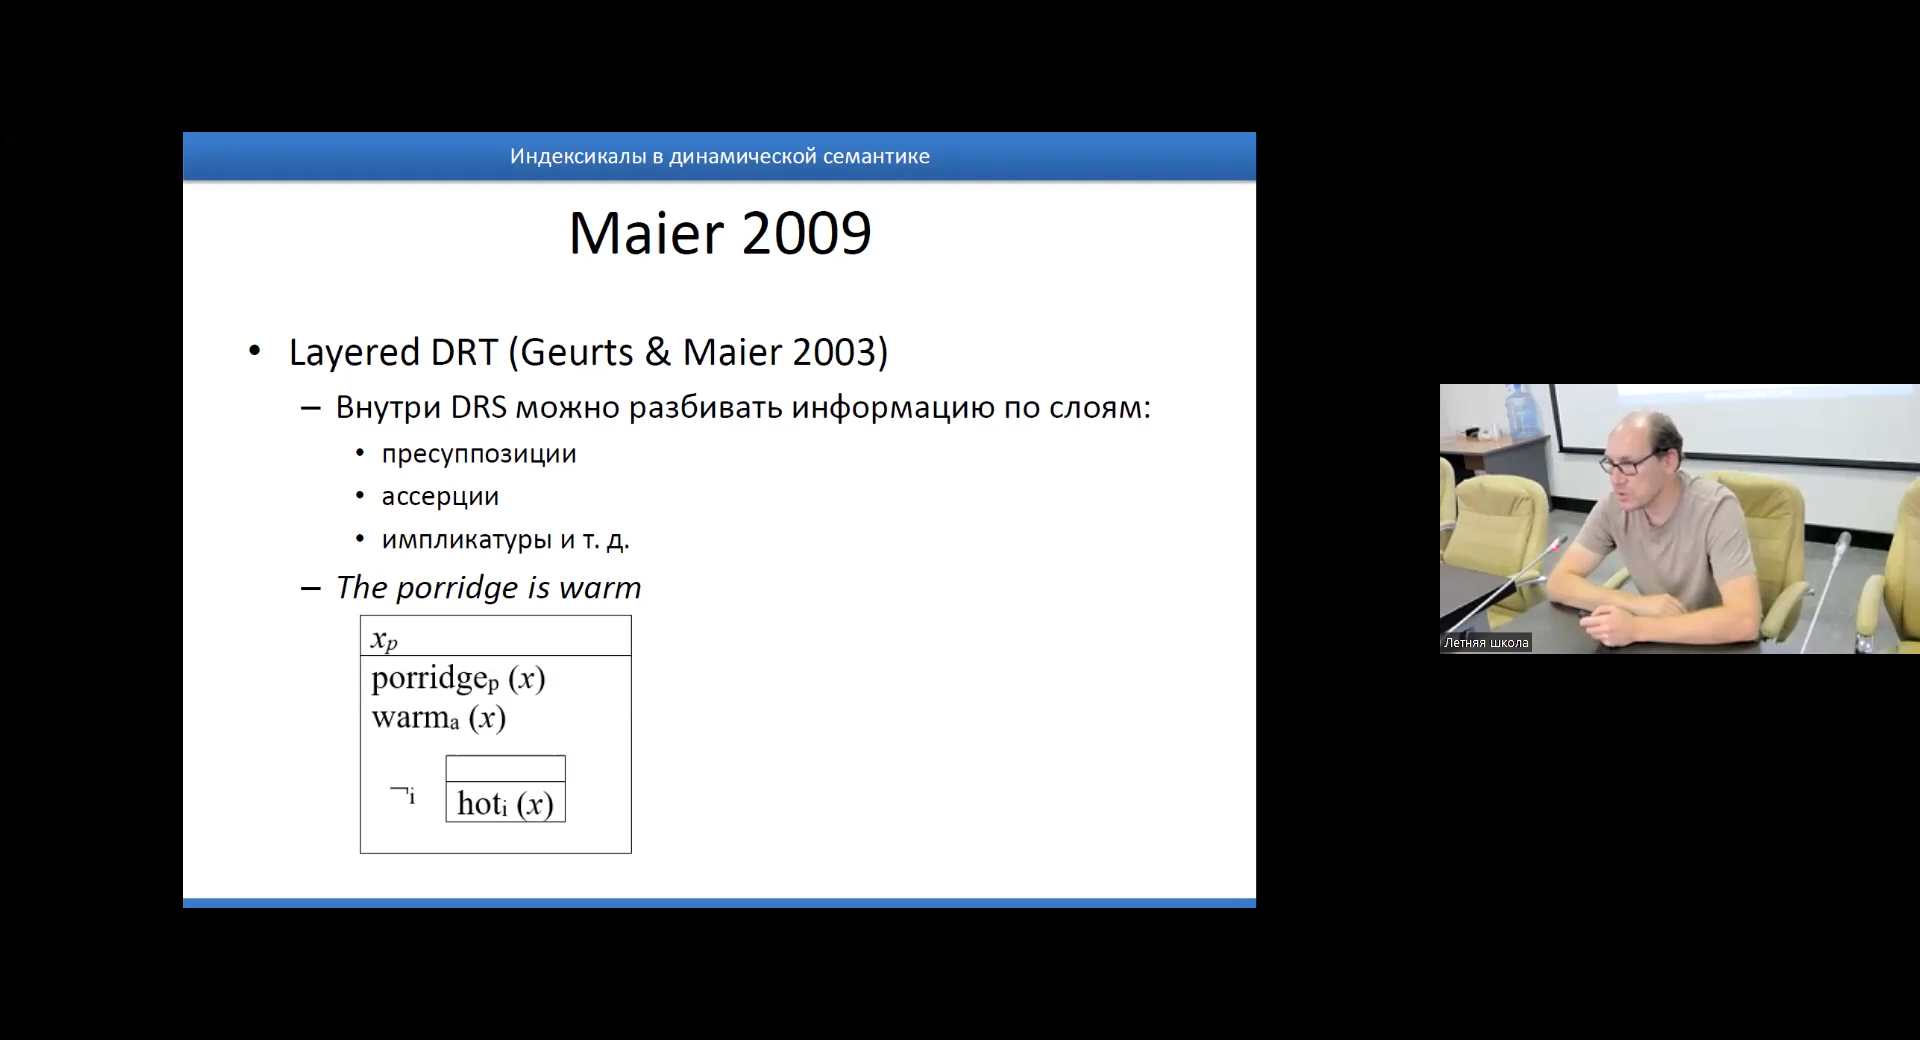 Индексикалы в динамической семантике
Maier 2009
• Layered DRT (Geurts & Maier 2003)
– Внутри DRS можно разбивать информацию по слоям:
• пресуппозиции
• ассерции
• импликатуры и т. д.
– The porridge is warm
xₚ
porridgeₚ (x)
warmₐ (x)
¬ᵢ
hotᵢ (x)
Летняя школа